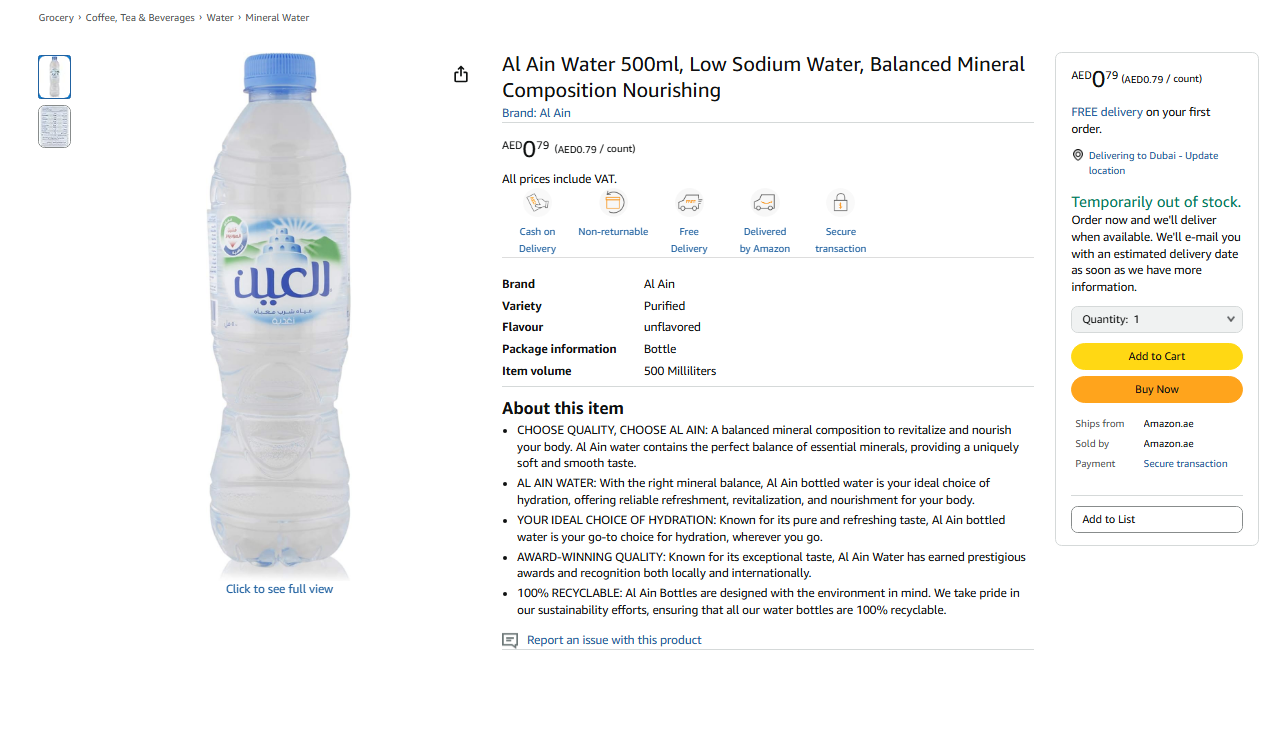 Grocery › Coffee, Tea & Beverages › Water › Mineral Water
العين
مياه شرب معبأة
Click to see full view
Al Ain Water 500ml, Low Sodium Water, Balanced Mineral
Composition Nourishing
Brand: Al Ain
AED0.79 (AED0.79 / count)
All prices include VAT.
Cash on
Delivery
Non-returnable
Free
Delivery
Delivered
by Amazon
Secure
transaction
Brand Al Ain
Variety Purified
Flavour unflavored
Package information Bottle
Item volume 500 Milliliters
About this item
• CHOOSE QUALITY, CHOOSE AL AIN: A balanced mineral composition to revitalize and nourish
your body. Al Ain water contains the perfect balance of essential minerals, providing a uniquely
soft and smooth taste.
• AL AIN WATER: With the right mineral balance, Al Ain bottled water is your ideal choice of
hydration, offering reliable refreshment, revitalization, and nourishment for your body.
• YOUR IDEAL CHOICE OF HYDRATION: Known for its pure and refreshing taste, Al Ain bottled
water is your go-to choice for hydration, wherever you go.
• AWARD-WINNING QUALITY: Known for its exceptional taste, Al Ain Water has earned prestigious
awards and recognition both locally and internationally.
• 100% RECYCLABLE: Al Ain Bottles are designed with the environment in mind. We take pride in
our sustainability efforts, ensuring that all our water bottles are 100% recyclable.
Report an issue with this product
AED079 (AED0.79 / count)
FREE delivery on your first
order.
Delivering to Dubai - Update
location
Temporarily out of stock.
Order now and we'll deliver
when available. We'll e-mail you
with an estimated delivery date
as soon as we have more
information.
Quantity: 1
Add to Cart
Buy Now
Ships from Amazon.ae
Sold by Amazon.ae
Payment Secure transaction
Add to List